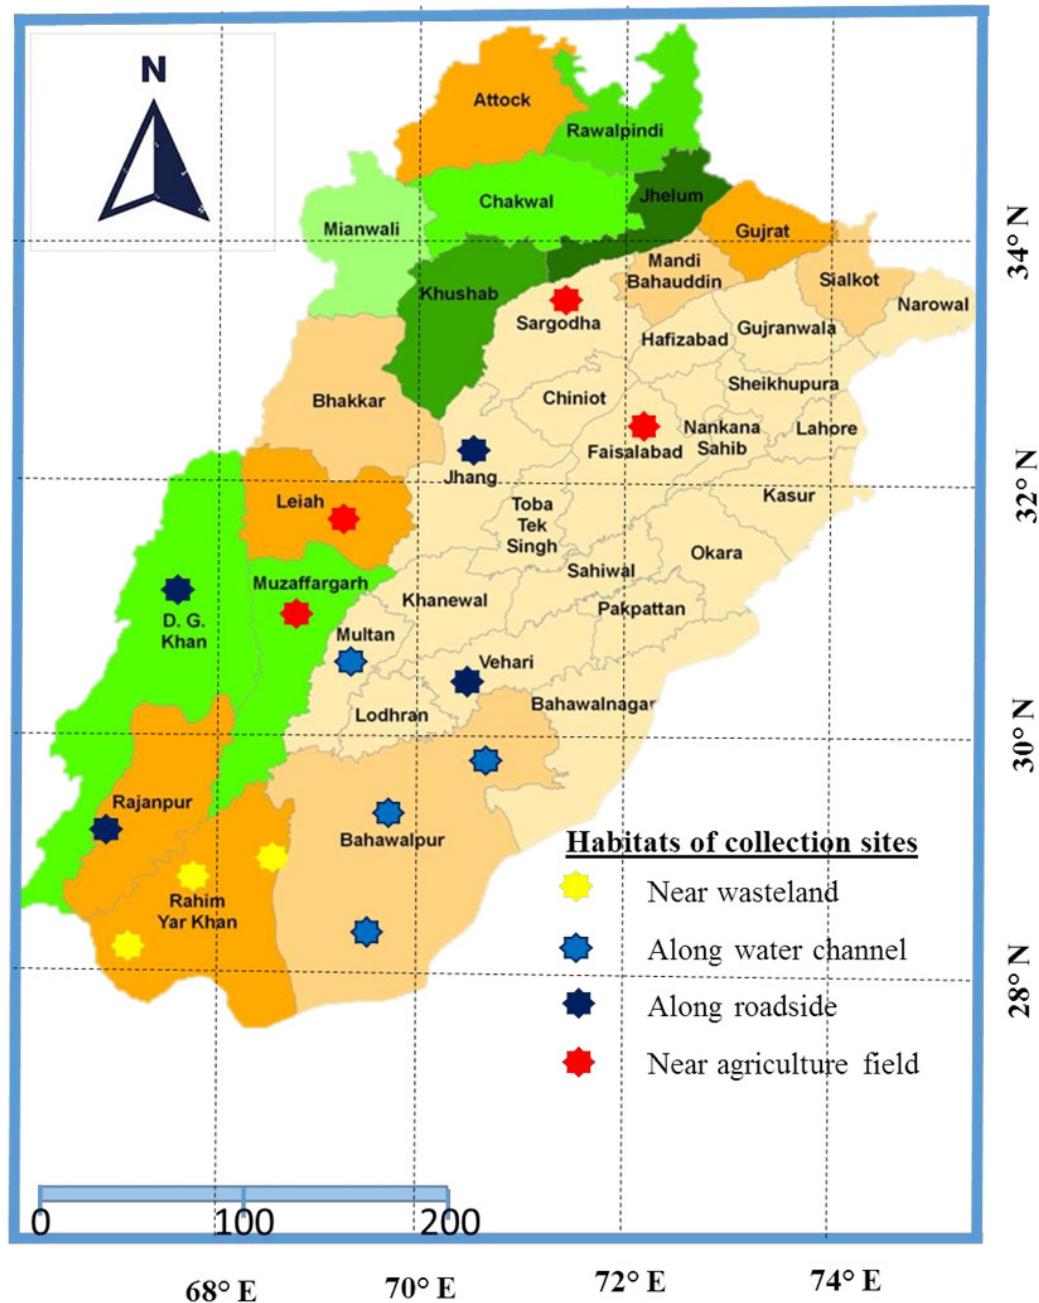 N
Attock
Rawalpindi
Chakwal
Jhelum
Mianwali
Gujrat
34° N
Mandi
Bahauddin
Sialkot
Khushab
Narowal
Sargodha
Gujranwala
Hafizabad
Sheikhupura
Bhakkar
Chiniot
Nankana
Sahib
Lahore
Faisalabad
Jhang
32° N
Leiah
Kasur
Toba
Tek
Singh
Okara
Sahiwal
Muzaffargarh
Khanewal
Pakpattan
D. G.
Khan
Multan
Vehari
Bahawalnagar
Lodhran
30° N
Rajanpur
Bahawalpur
Habitats of collection sites
Near wasteland
Rahim
Yar Khan
Along water channel
28° N
Along roadside
Near agriculture field
0 100 200
68° E 70° E 72° E 74° E